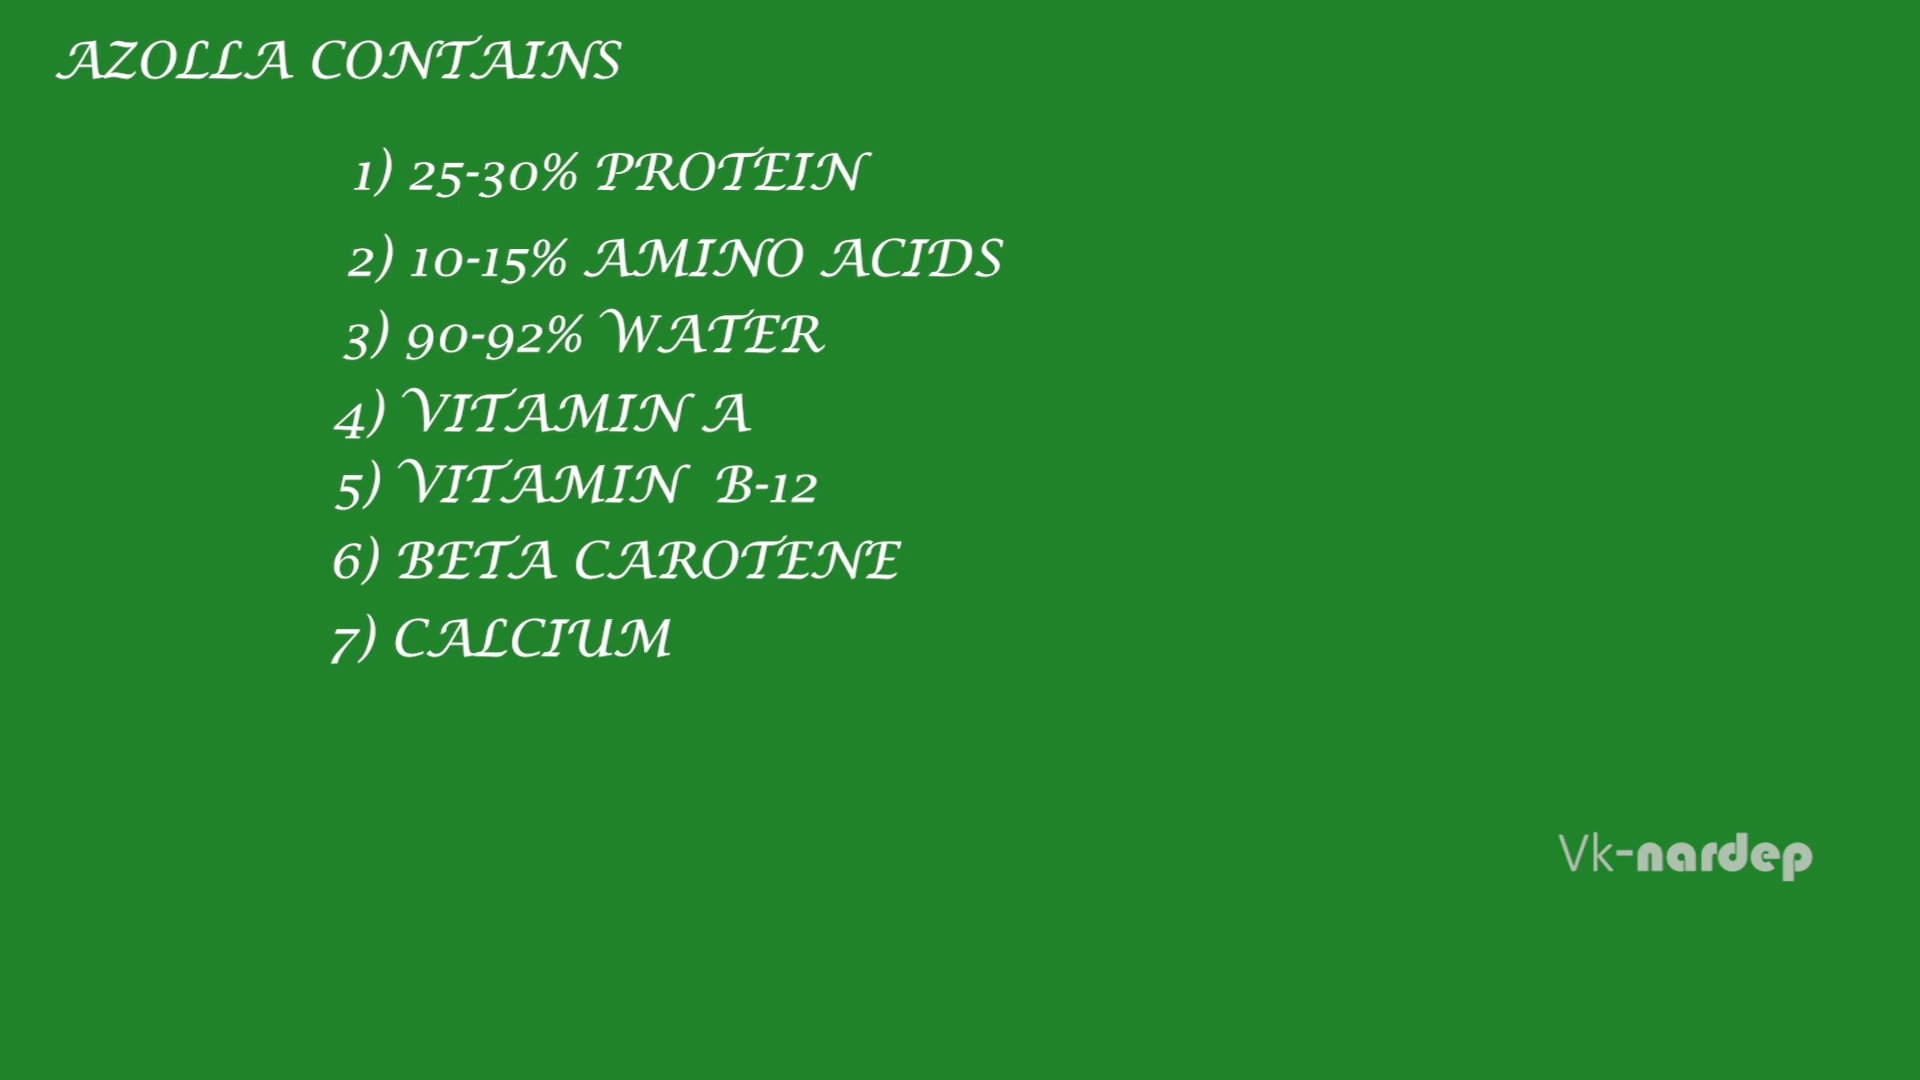 AZOLLA CONTAINS
1) 25-30% PROTEIN
2) 10-15% AMINO ACIDS
3) 90-92% WATER
4) VITAMIN A
5) VITAMIN B-12
6) BETA CAROTENE
7) CALCIUM
Vk-nardep